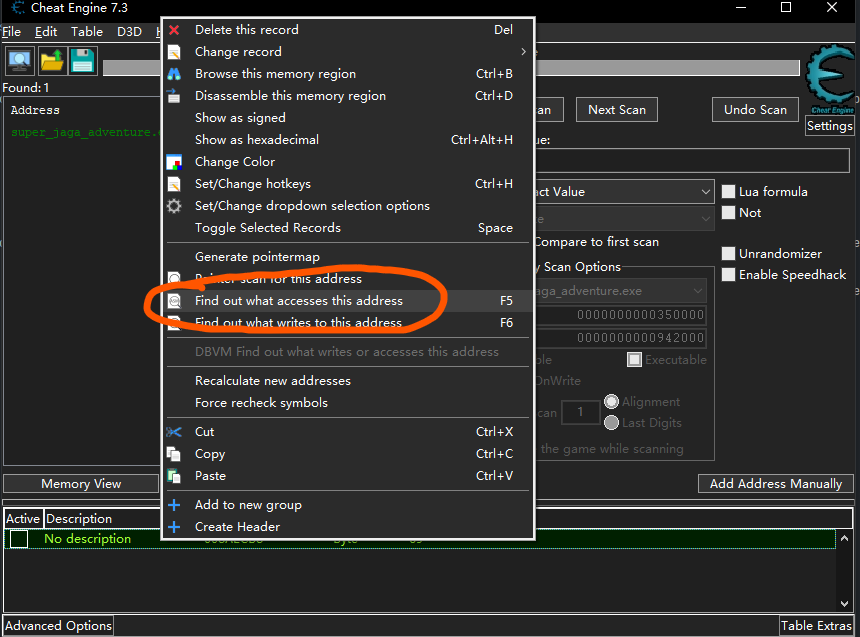 Cheat Engine 7.3
File Edit Table D3D
Found: 1
Address
super_jaga_adventure.
Delete this record Del
Change record
Browse this memory region Ctrl+B
Disassemble this memory region Ctrl+D
Show as signed
Show as hexadecimal Ctrl+Alt+H
Change Color
Set/Change hotkeys Ctrl+H
Set/Change dropdown selection options
Toggle Selected Records Space
Generate pointermap
Pointer scan for this address
Find out what accesses this address F5
Find out what writes to this address F6
DBVM Find out what writes or accesses this address
Recalculate new addresses
Force recheck symbols
Cut Ctrl+X
Copy Ctrl+C
Paste Ctrl+V
Add to new group
Create Header
Cheat Engine
Settings
Next Scan
Undo Scan
ue:
act Value
Lua formula
Not
Compare to first scan
Unrandomizer
Enable Speedhack
y Scan Options
jaga_adventure.exe
0000000000350000
0000000000942000
Executable
OnWrite
can 1
Alignment
Last Digits
the game while scanning
Memory View
Add Address Manually
Active Description
No description
Advanced Options
Table Extras